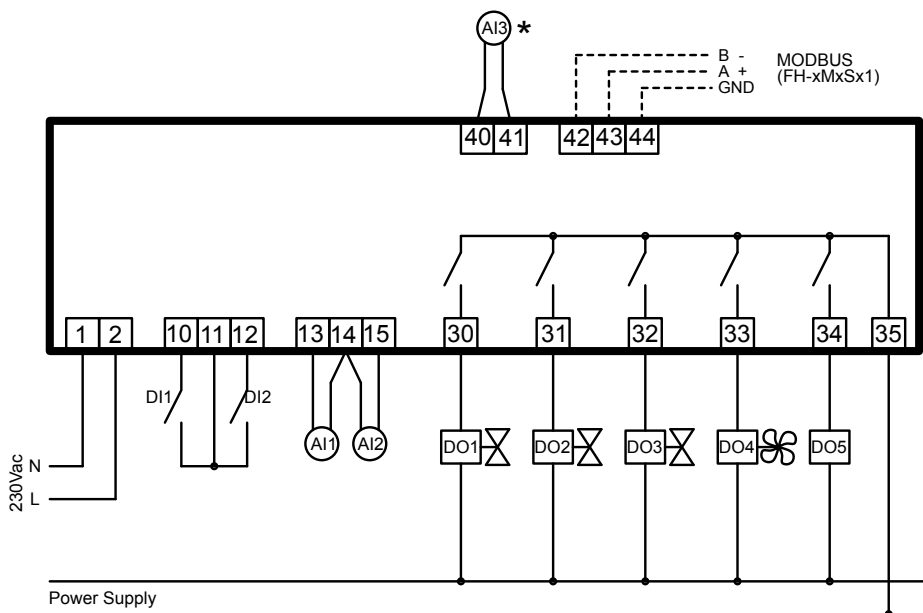 AI3 *
B -
A +
GND
MODBUS
(FH-xMxSx1)
40 41 42 43 44
1 2 10 11 12 13 14 15 30 31 32 33 34 35
DI1 DI2
AI1 AI2
DO1 DO2 DO3 DO4 DO5
230Vac
N
L
Power Supply